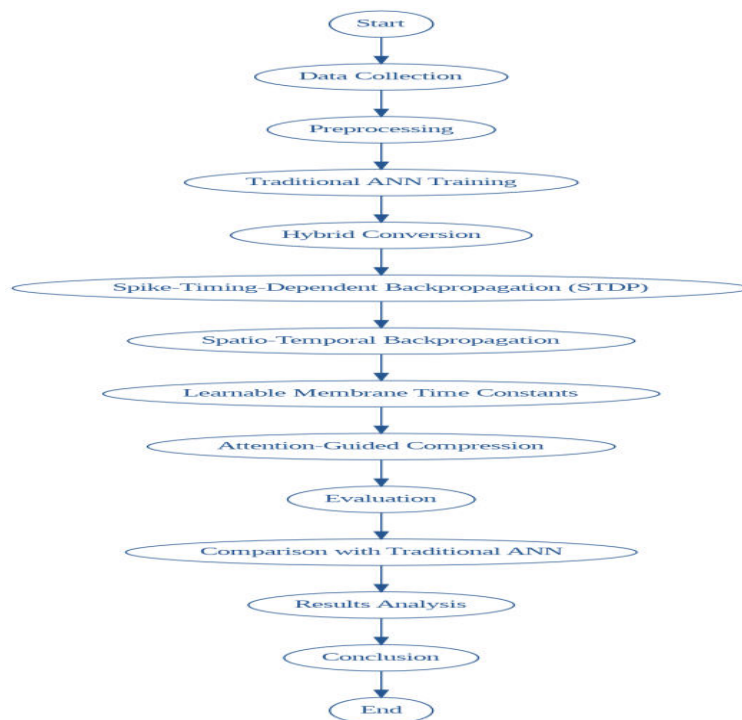 Start
Data Collection
Preprocessing
Traditional ANN Training
Hybrid Conversion
Spike-Timing-Dependent Backpropagation (STDP)
Spatio-Temporal Backpropagation
Learnable Membrane Time Constants
Attention-Guided Compression
Evaluation
Comparison with Traditional ANN
Results Analysis
Conclusion
End